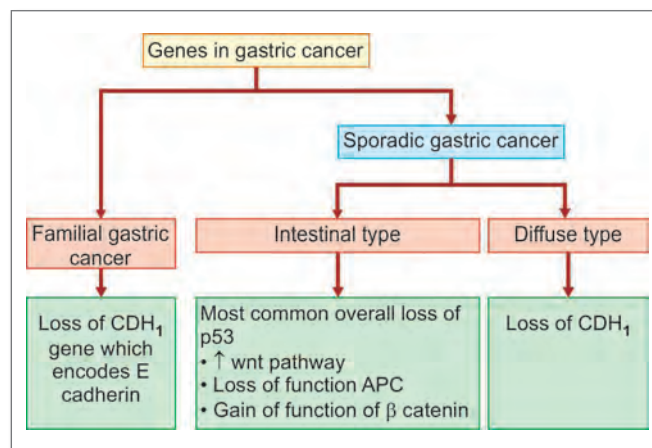 Genes in gastric cancer
Sporadic gastric cancer
Familial gastric
cancer
Intestinal type
Diffuse type
Loss of CDH₁
gene which
encodes E
cadherin
Most common overall loss of
p53
• ↑ wnt pathway
• Loss of function APC
• Gain of function of β catenin
Loss of CDH₁